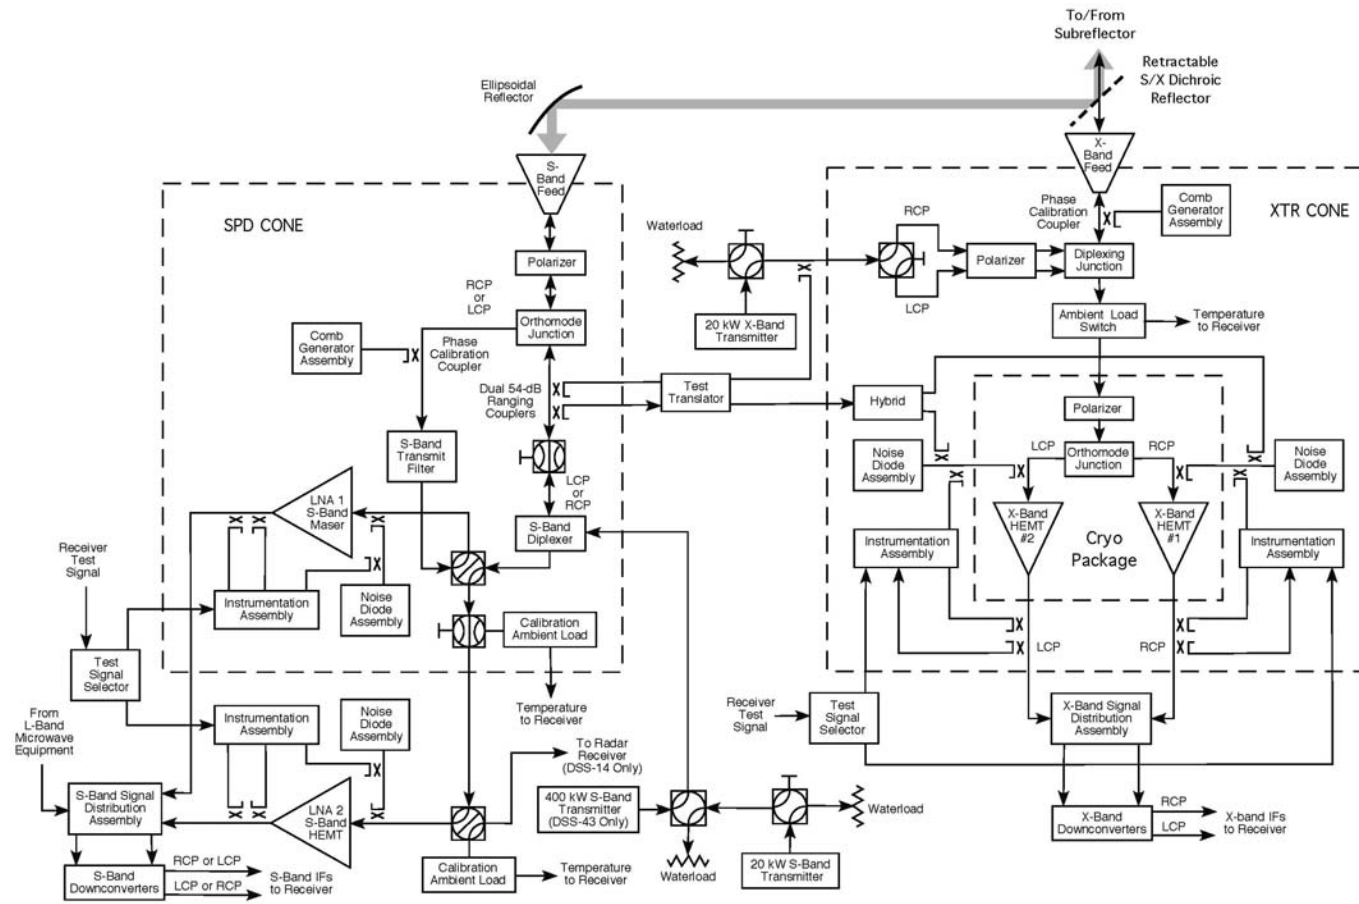 To/From
Subreflector
Retractable
S/X Dichroic
Reflector
Ellipsoidal
Reflector
S-
Band
Feed
X-
Band
Feed
SPD CONE
XTR CONE
Polarizer
RCP
or
LCP
Orthomode
Junction
Comb
Generator
Assembly
Phase
Calibration
Coupler
Dual 54-dB
Ranging
Couplers
S-Band
Transmit
Filter
LCP
or
RCP
S-Band
Diplexer
LNA 1
S-Band
Maser
Receiver
Test
Signal
Instrumentation
Assembly
Noise
Diode
Assembly
Calibration
Ambient Load
Temperature
to Receiver
Test
Signal
Selector
From
L-Band
Microwave
Equipment
Instrumentation
Assembly
Noise
Diode
Assembly
S-Band Signal
Distribution
Assembly
LNA 2
S-Band
HEMT
S-Band
Downconverters
RCP or LCP
LCP or RCP
S-Band IFs
to Receiver
Calibration
Ambient Load
Temperature
to Receiver
To Radar
Receiver
(DSS-14 Only)
400 kW S-Band
Transmitter
(DSS-43 Only)
Waterload
20 kW S-Band
Transmitter
Waterload
Waterload
20 kW X-Band
Transmitter
Test
Translator
RCP
LCP
Polarizer
Phase
Calibration
Coupler
Comb
Generator
Assembly
Diplexing
Junction
Ambient Load
Switch
Temperature
to Receiver
Hybrid
Polarizer
LCP
Orthomode
Junction
RCP
Noise
Diode
Assembly
Noise
Diode
Assembly
X-Band
HEMT
#2
X-Band
HEMT
#1
Cryo
Package
Instrumentation
Assembly
Instrumentation
Assembly
LCP
RCP
Receiver
Test
Signal
Test
Signal
Selector
X-Band Signal
Distribution
Assembly
X-Band
Downconverters
RCP
LCP
X-band IFs
to Receiver